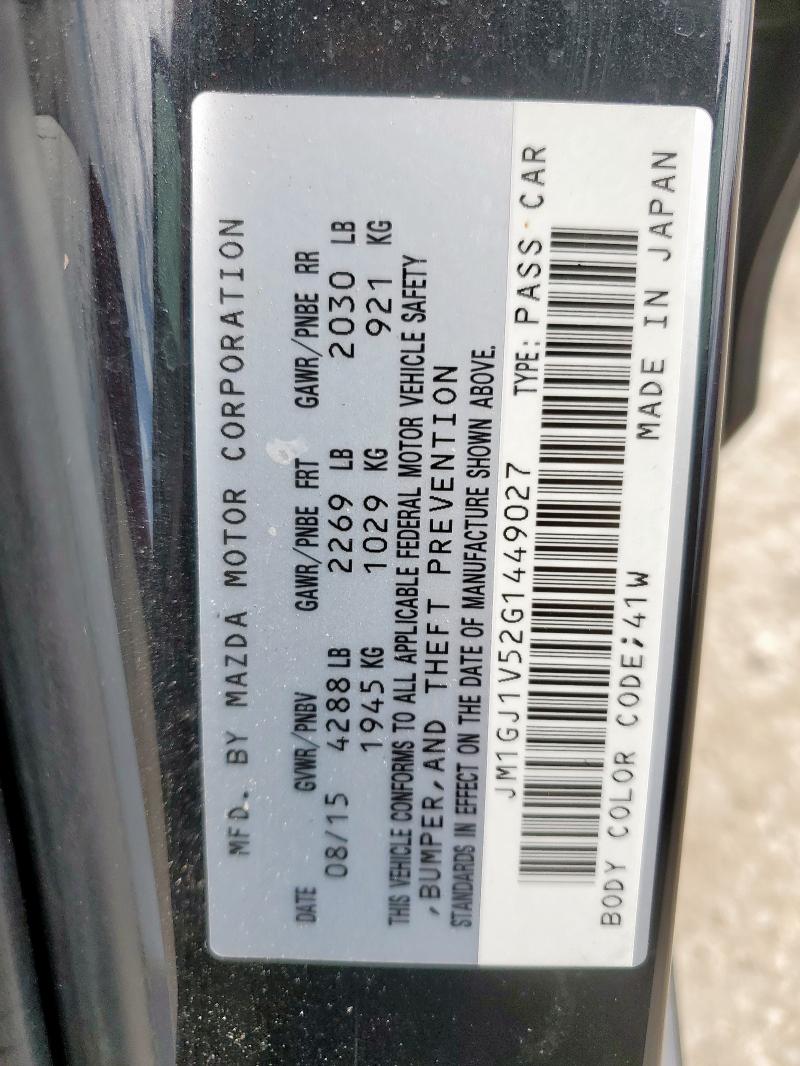 MFD. BY MAZDA MOTOR CORPORATION
DATE GVWR/PNBV GAWR/PNBE FRT GAWR/PNBE RR
08/15 4288 LB 2269 LB 2030 LB
1945 KG 1029 KG 921 KG
THIS VEHICLE CONFORMS TO ALL APPLICABLE FEDERAL MOTOR VEHICLE SAFETY
,BUMPER,AND THEFT PREVENTION
STANDARDS IN EFFECT ON THE DATE OF MANUFACTURE SHOWN ABOVE.
JM1GJ1V52G1449027 TYPE: PASS CAR
BODY COLOR CODE;41W MADE IN JAPAN